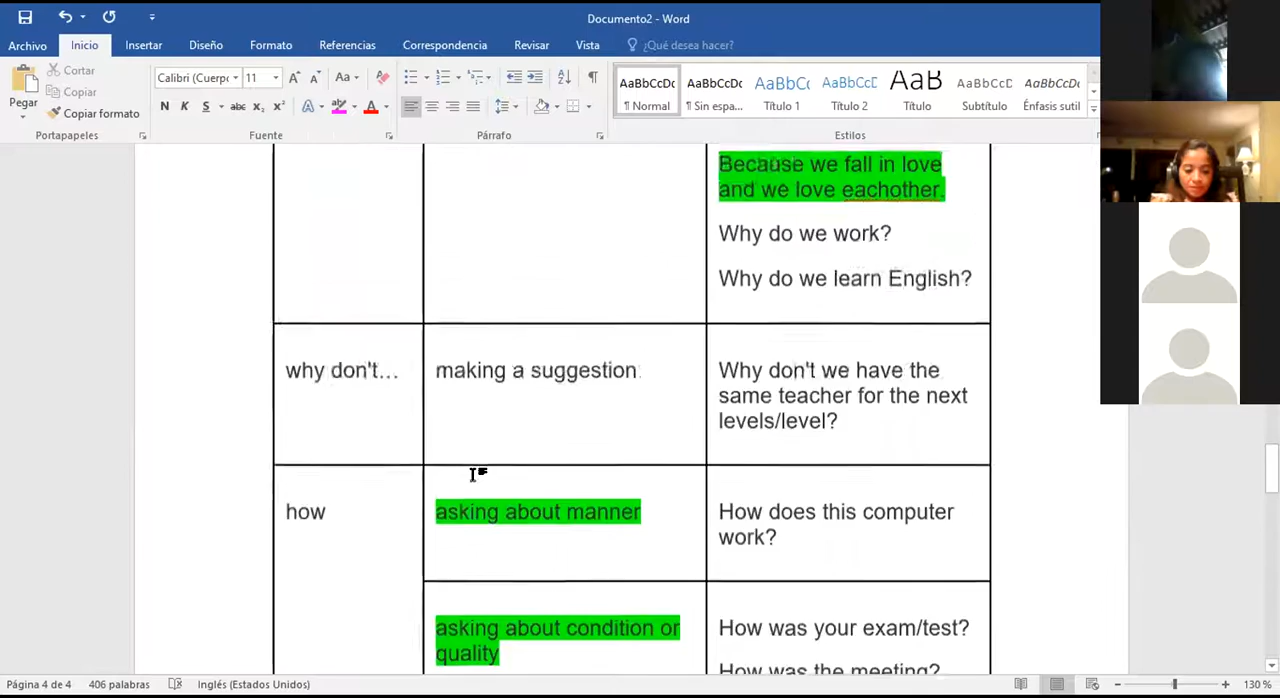 Documento2 - Word
Archivo Inicio Insertar Diseño Formato Referencias Correspondencia Revisar Vista ¿Qué desea hacer?
Pegar
Cortar
Copiar
Copiar formato
Calibri (Cuerpo 11
N K S abc x₂ x²
AaBbCcDc AaBbCcDc AaBbCc AaBbCcD AaB AaBbCcD AaBbCcDc
¶ Normal ¶ Sin espa... Título 1 Título 2 Título Subtítulo Énfasis sutil
Portapapeles Fuente Párrafo Estilos
Because we fall in love
and we love eachother.
Why do we work?
Why do we learn English?
why don't...
making a suggestion
Why don't we have the
same teacher for the next
levels/level?
how
asking about manner
How does this computer
work?
asking about condition or
quality
How was your exam/test?
How was the meeting?
Página 4 de 4 406 palabras Inglés (Estados Unidos) 130 %